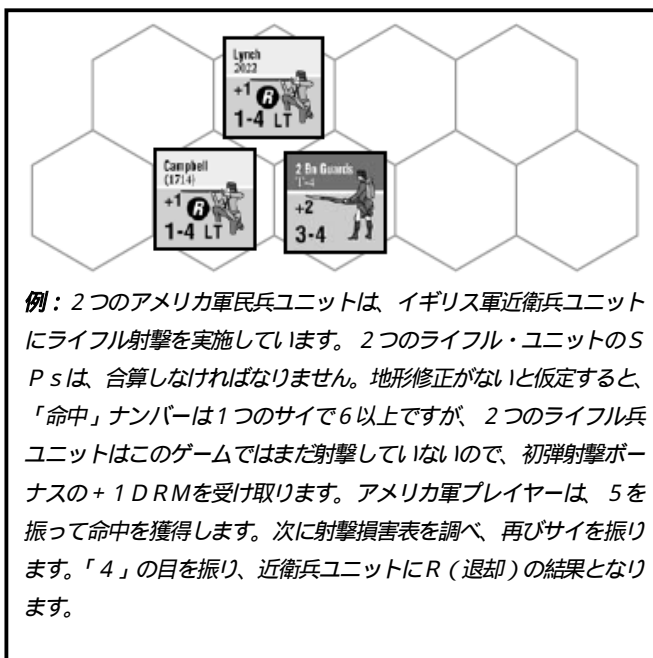 Lynch
2022
+1 R
1-4 LT
Campbell
(1714)
+1 R
1-4 LT
2 Bn Guards
T-4
+2
3-4
例：２つのアメリカ軍民兵ユニットは、イギリス軍近衛兵ユニット
にライフル射撃を実施しています。２つのライフル・ユニットのＳ
Ｐｓは、合算しなければなりません。地形修正がないと仮定すると、
「命中」ナンバーは１つのサイで６以上ですが、２つのライフル兵
ユニットはこのゲームではまだ射撃していないので、初弾射撃ボー
ナスの＋１ＤＲＭを受け取ります。アメリカ軍プレイヤーは、５を
振って命中を獲得します。次に射撃損害表を調べ、再びサイを振り
ます。「４」の目を振り、近衛兵ユニットにＲ（退却）の結果となり
ます。